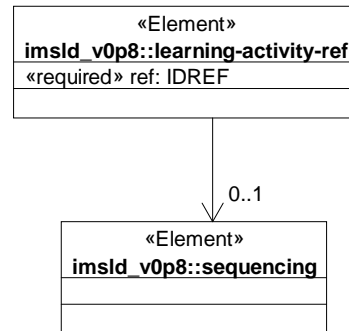 «Element»
imsld_v0p8::learning-activity-ref
«required» ref: IDREF
0..1
«Element»
imsld_v0p8::sequencing